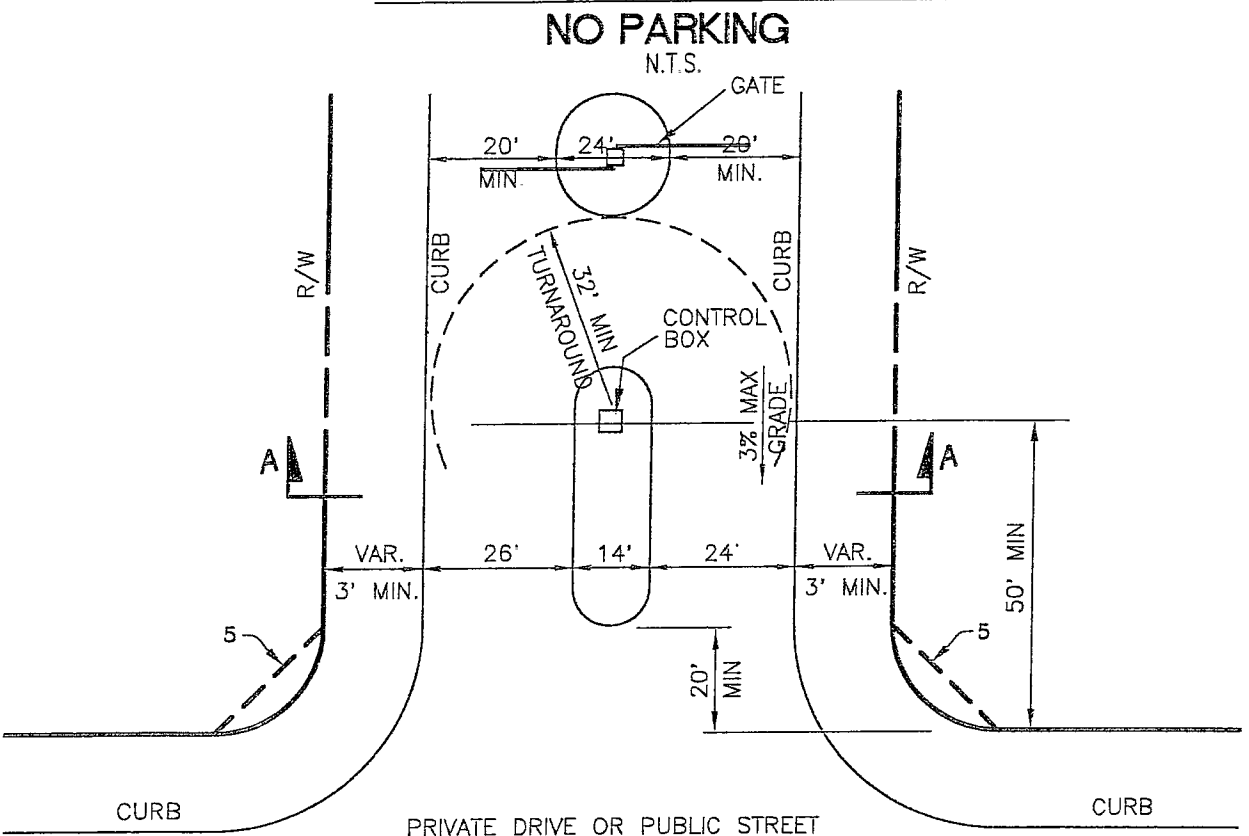 NO PARKING
N.T.S.
GATE
20'
24'
20'
MIN.
MIN.
R/W
CURB
CURB
R/W
32' MIN
TURNAROUND
CONTROL
BOX
3% MAX
GRADE
A
A
VAR.
26'
14'
24'
VAR.
3' MIN.
3' MIN.
50' MIN
5
5
20'
MIN
CURB
CURB
PRIVATE DRIVE OR PUBLIC STREET